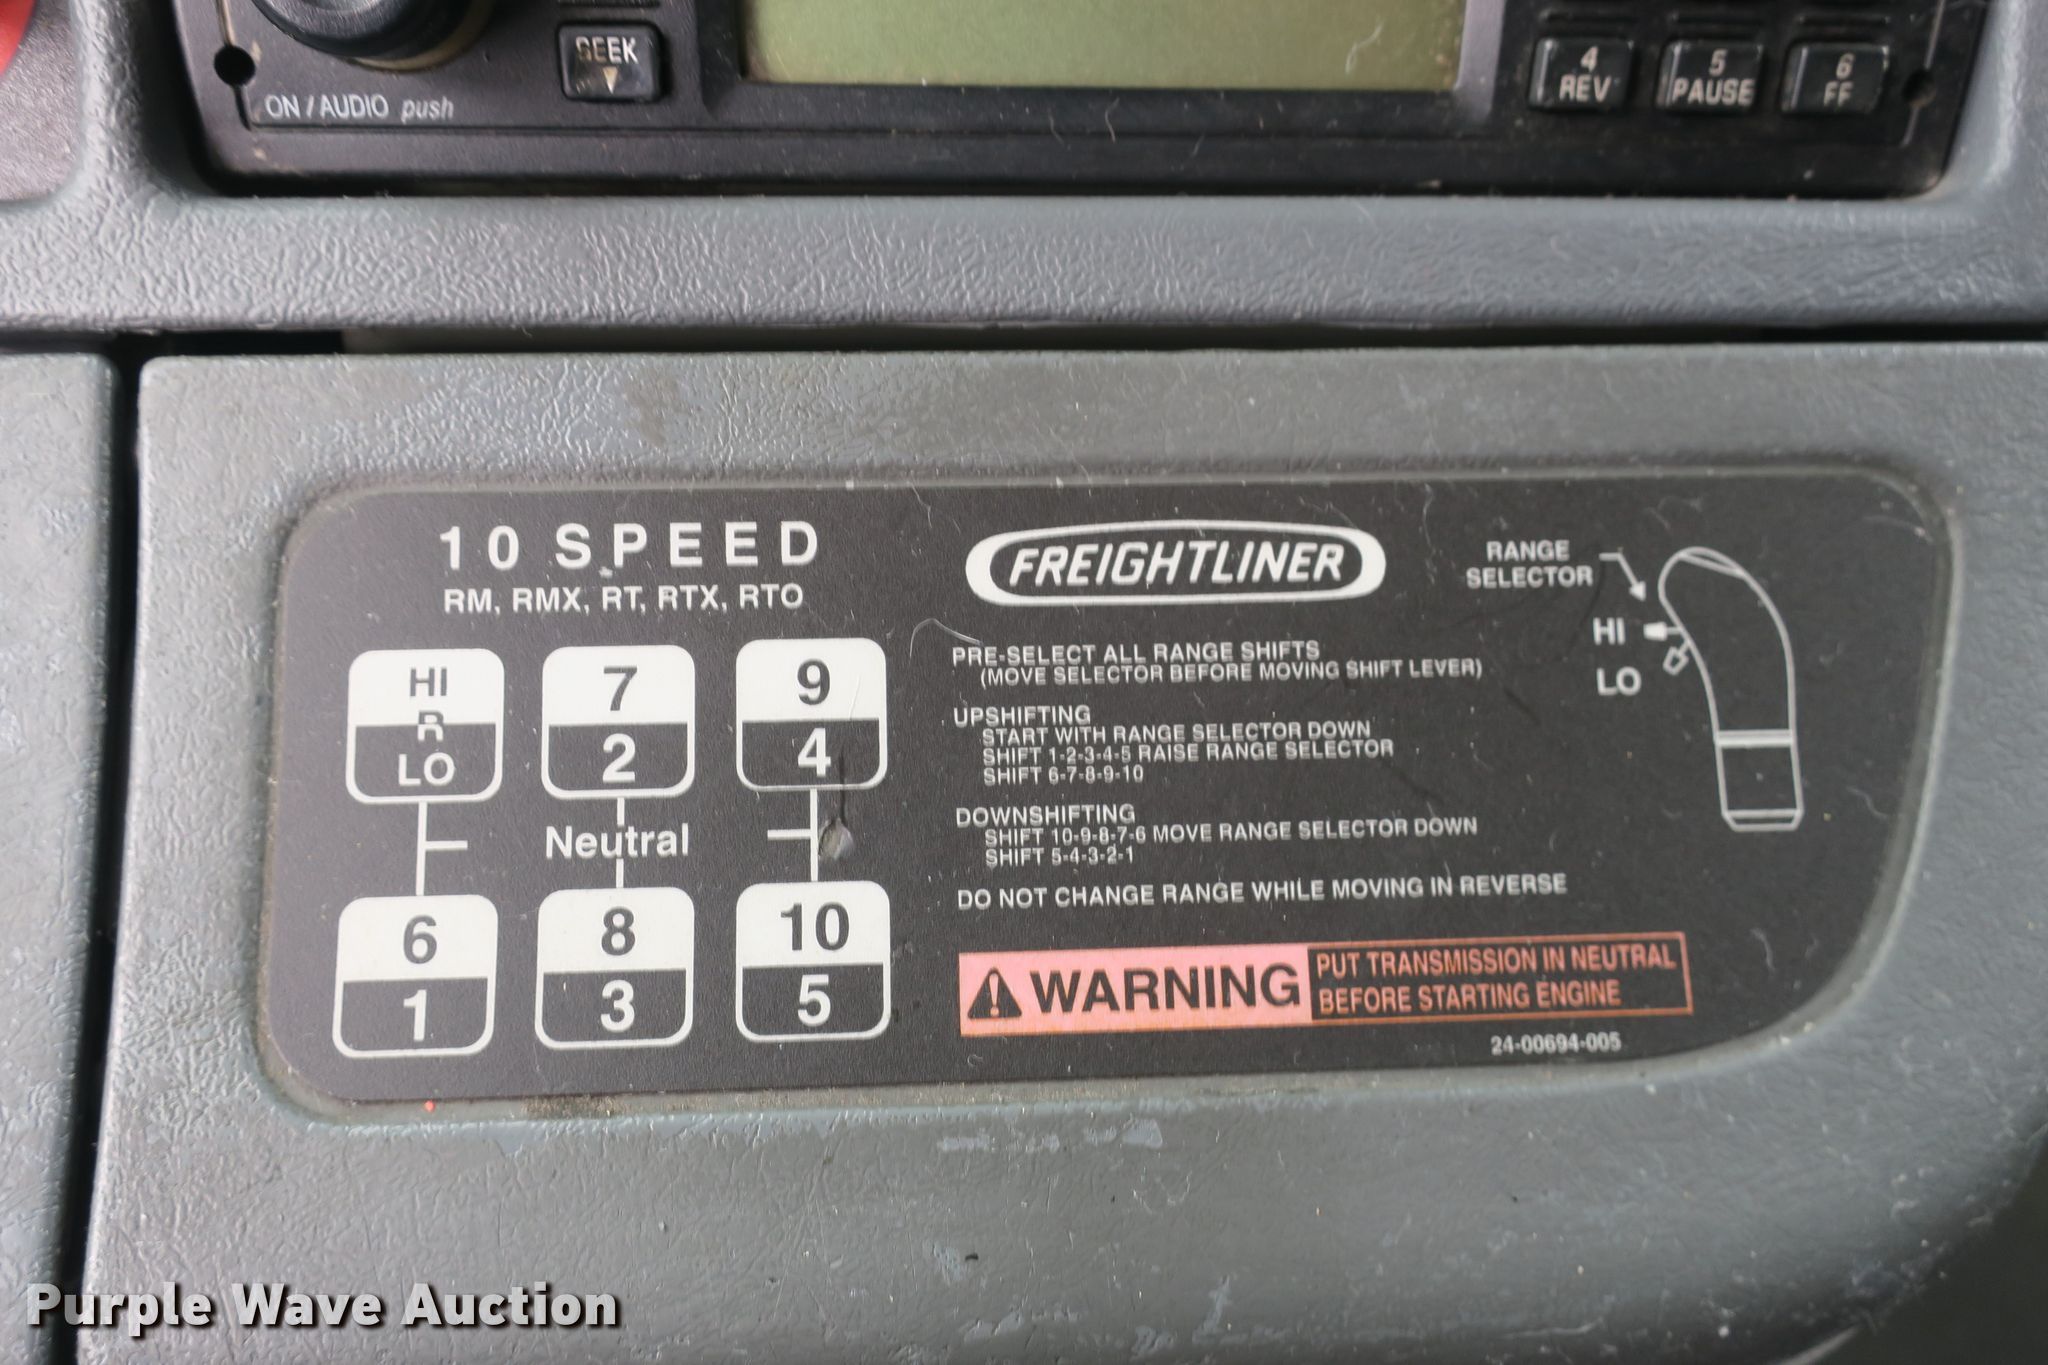 SEEK
ON / AUDIO push
4
REV
5
PAUSE
6
FF
10 SPEED
RM, RMX, RT, RTX, RTO
HI
R
LO
7
2
9
4
Neutral
6
1
8
3
10
5
FREIGHTLINER
PRE-SELECT ALL RANGE SHIFTS
(MOVE SELECTOR BEFORE MOVING SHIFT LEVER)
UPSHIFTING
START WITH RANGE SELECTOR DOWN
SHIFT 1-2-3-4-5 RAISE RANGE SELECTOR
SHIFT 6-7-8-9-10
DOWNSHIFTING
SHIFT 10-9-8-7-6 MOVE RANGE SELECTOR DOWN
SHIFT 5-4-3-2-1
DO NOT CHANGE RANGE WHILE MOVING IN REVERSE
RANGE
SELECTOR
HI
LO
WARNING
PUT TRANSMISSION IN NEUTRAL
BEFORE STARTING ENGINE
24-00694-005
Purple Wave Auction